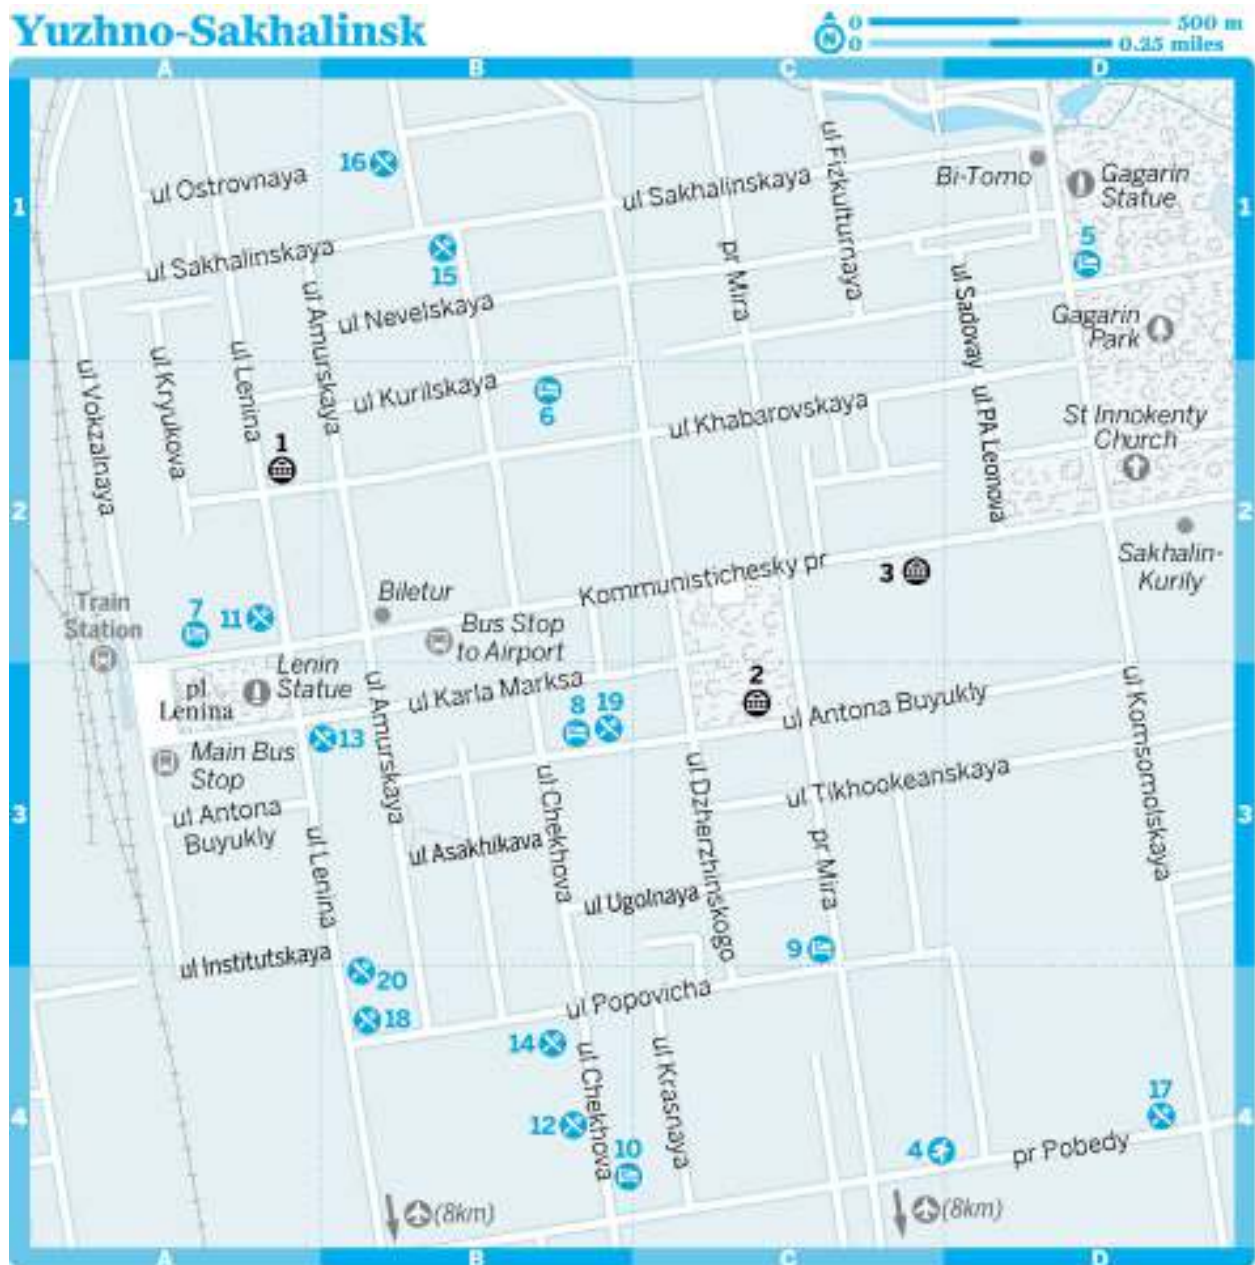 Yuzhno-Sakhalinsk
0 500 m
N
0 0.25 miles
A B C D
1
1
ul Ostrovnaya
16
ul Sakhalinskaya
ul Fizkulturnaya
Bi-Tomo
Gagarin
Statue
ul Sakhalinskaya
15
pr Mira
5
ul Amurskaya
ul Nevelskaya
ul Sadovay
Gagarin
Park
ul Vokzalnaya
ul Kryukova
ul Lenina
ul Kurilskaya
6
ul Khabarovskaya
ul PA Leonova
St Innokenty
Church
1
2
2
Kommunistichesky pr
3
Sakhalin-
Kurily
Train
Station
7
11
Biletur
Bus Stop
to Airport
pl
Lenina
Lenin
Statue
ul Amurskaya
ul Karla Marksa
8
19
2
ul Antona Buyukly
ul Komsomolskaya
13
Main Bus
Stop
3
3
ul Antona
Buyukly
ul Lenina
ul Asakhikava
ul Chekhova
ul Dzherzhinskogo
ul Tikhookeanskaya
pr Mira
ul Ugolnaya
9
ul Institutskaya
20
18
ul Popovicha
14
ul Chekhova
ul Krasnaya
4
4
12
10
4
pr Pobedy
17
(8km)
(8km)
A B C D